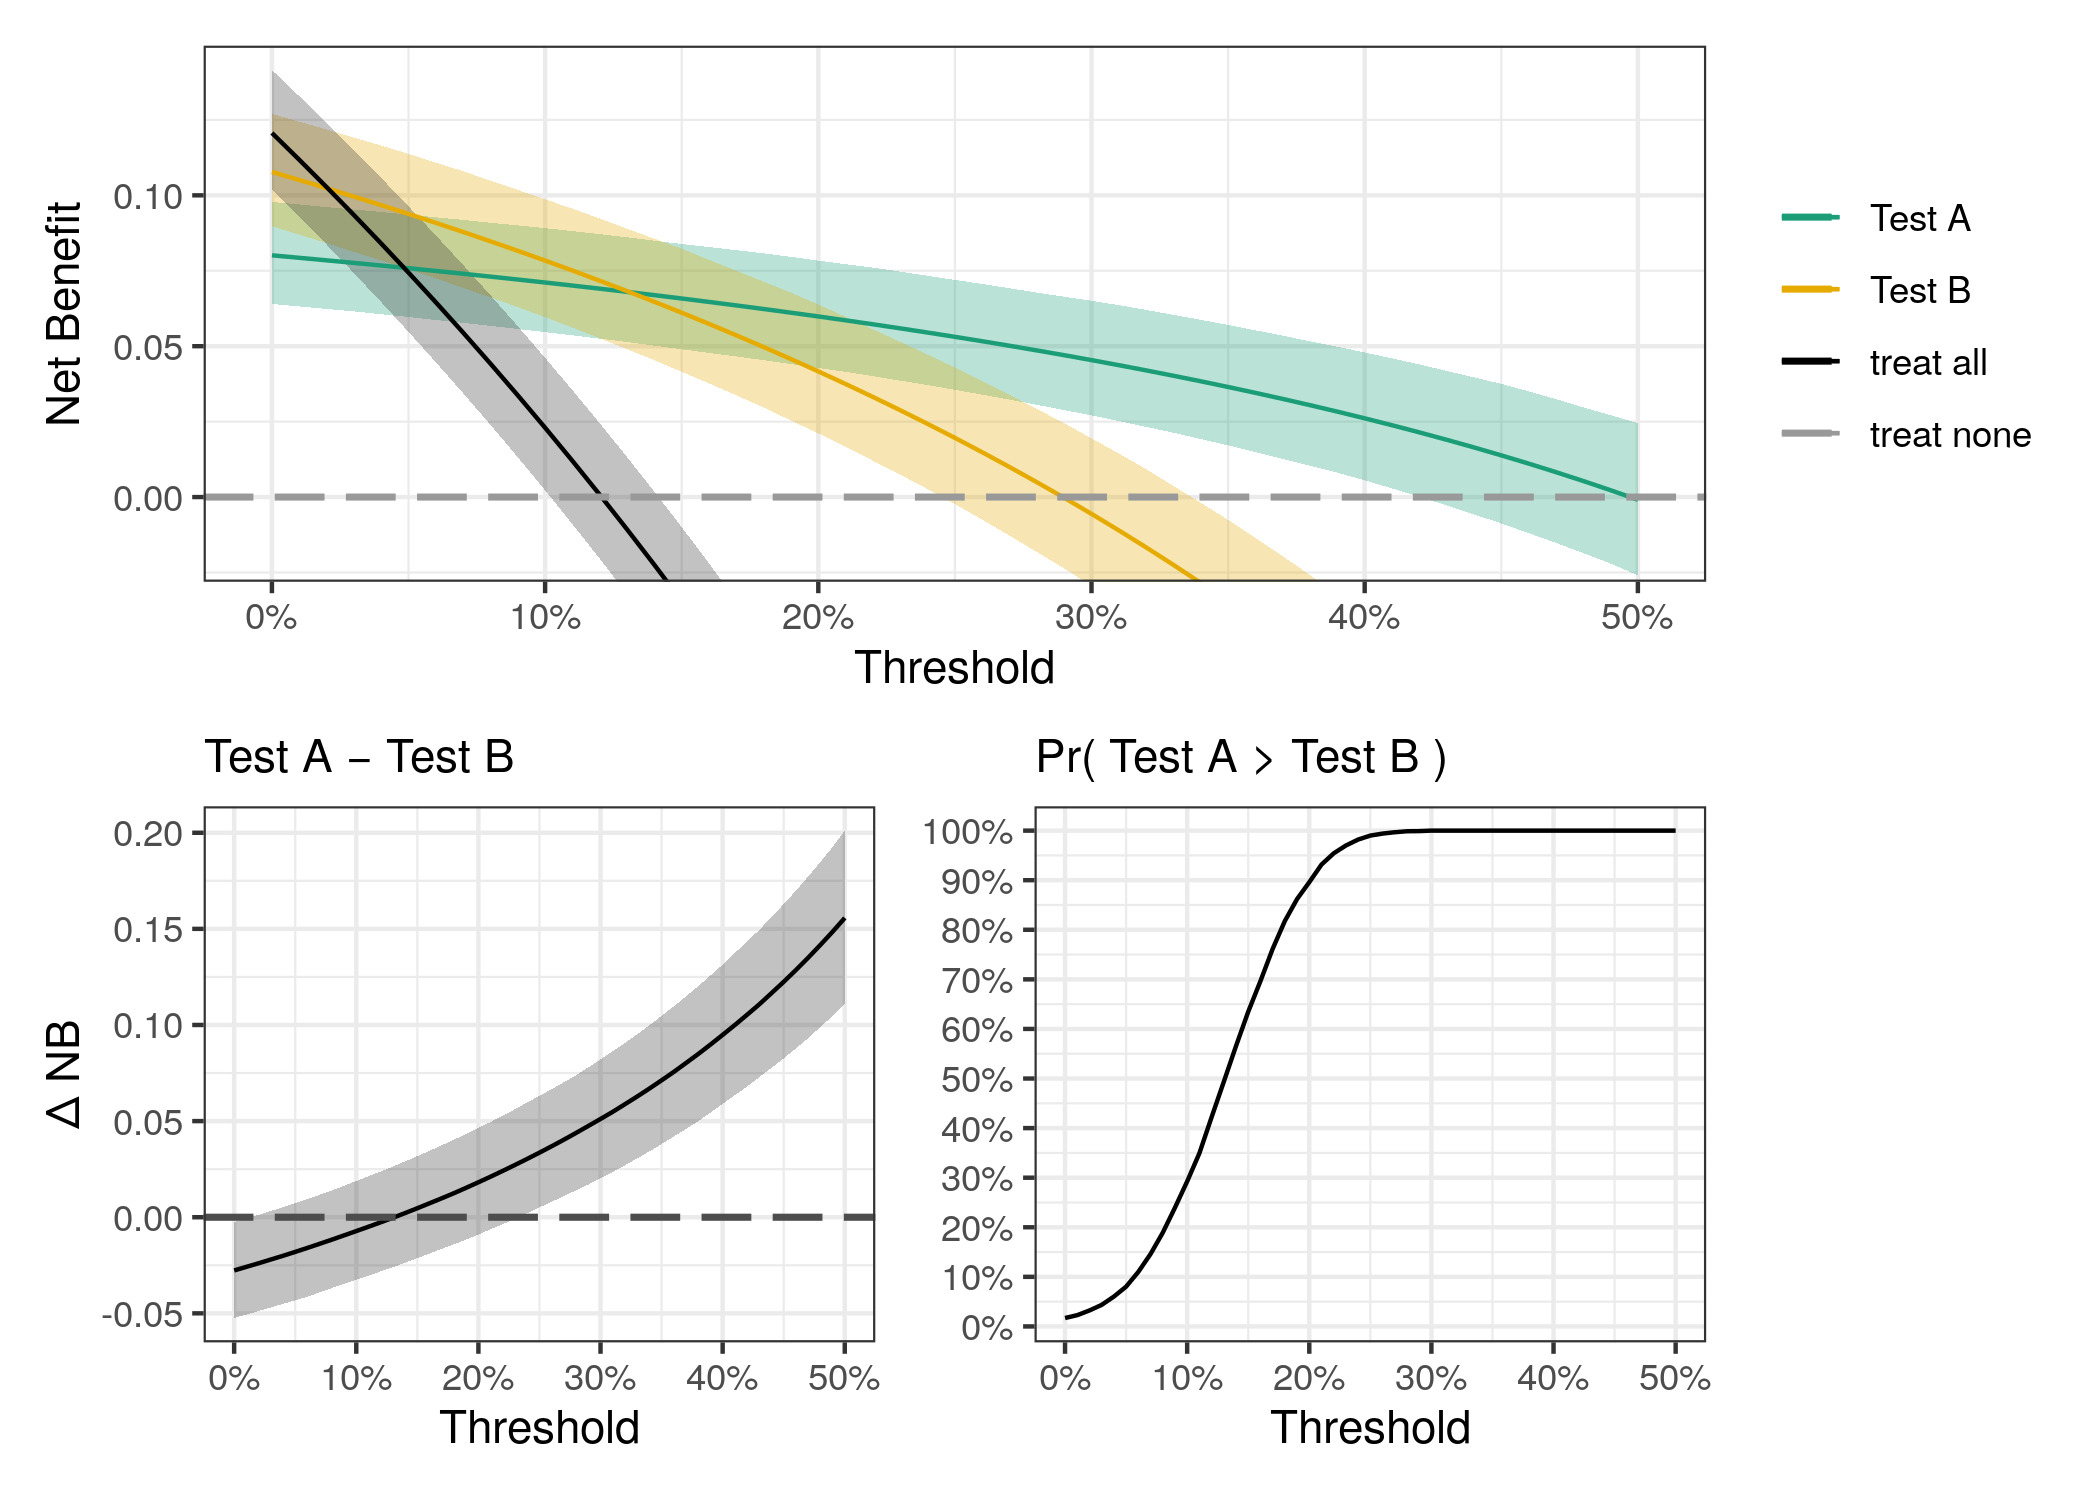 Net Benefit
0.10
0.05
0.00
0% 10% 20% 30% 40% 50%
Threshold
Test A
Test B
treat all
treat none
Test A − Test B
Δ NB
0.20
0.15
0.10
0.05
0.00
-0.05
0% 10% 20% 30% 40% 50%
Threshold
Pr( Test A > Test B )
100%
90%
80%
70%
60%
50%
40%
30%
20%
10%
0%
0% 10% 20% 30% 40% 50%
Threshold